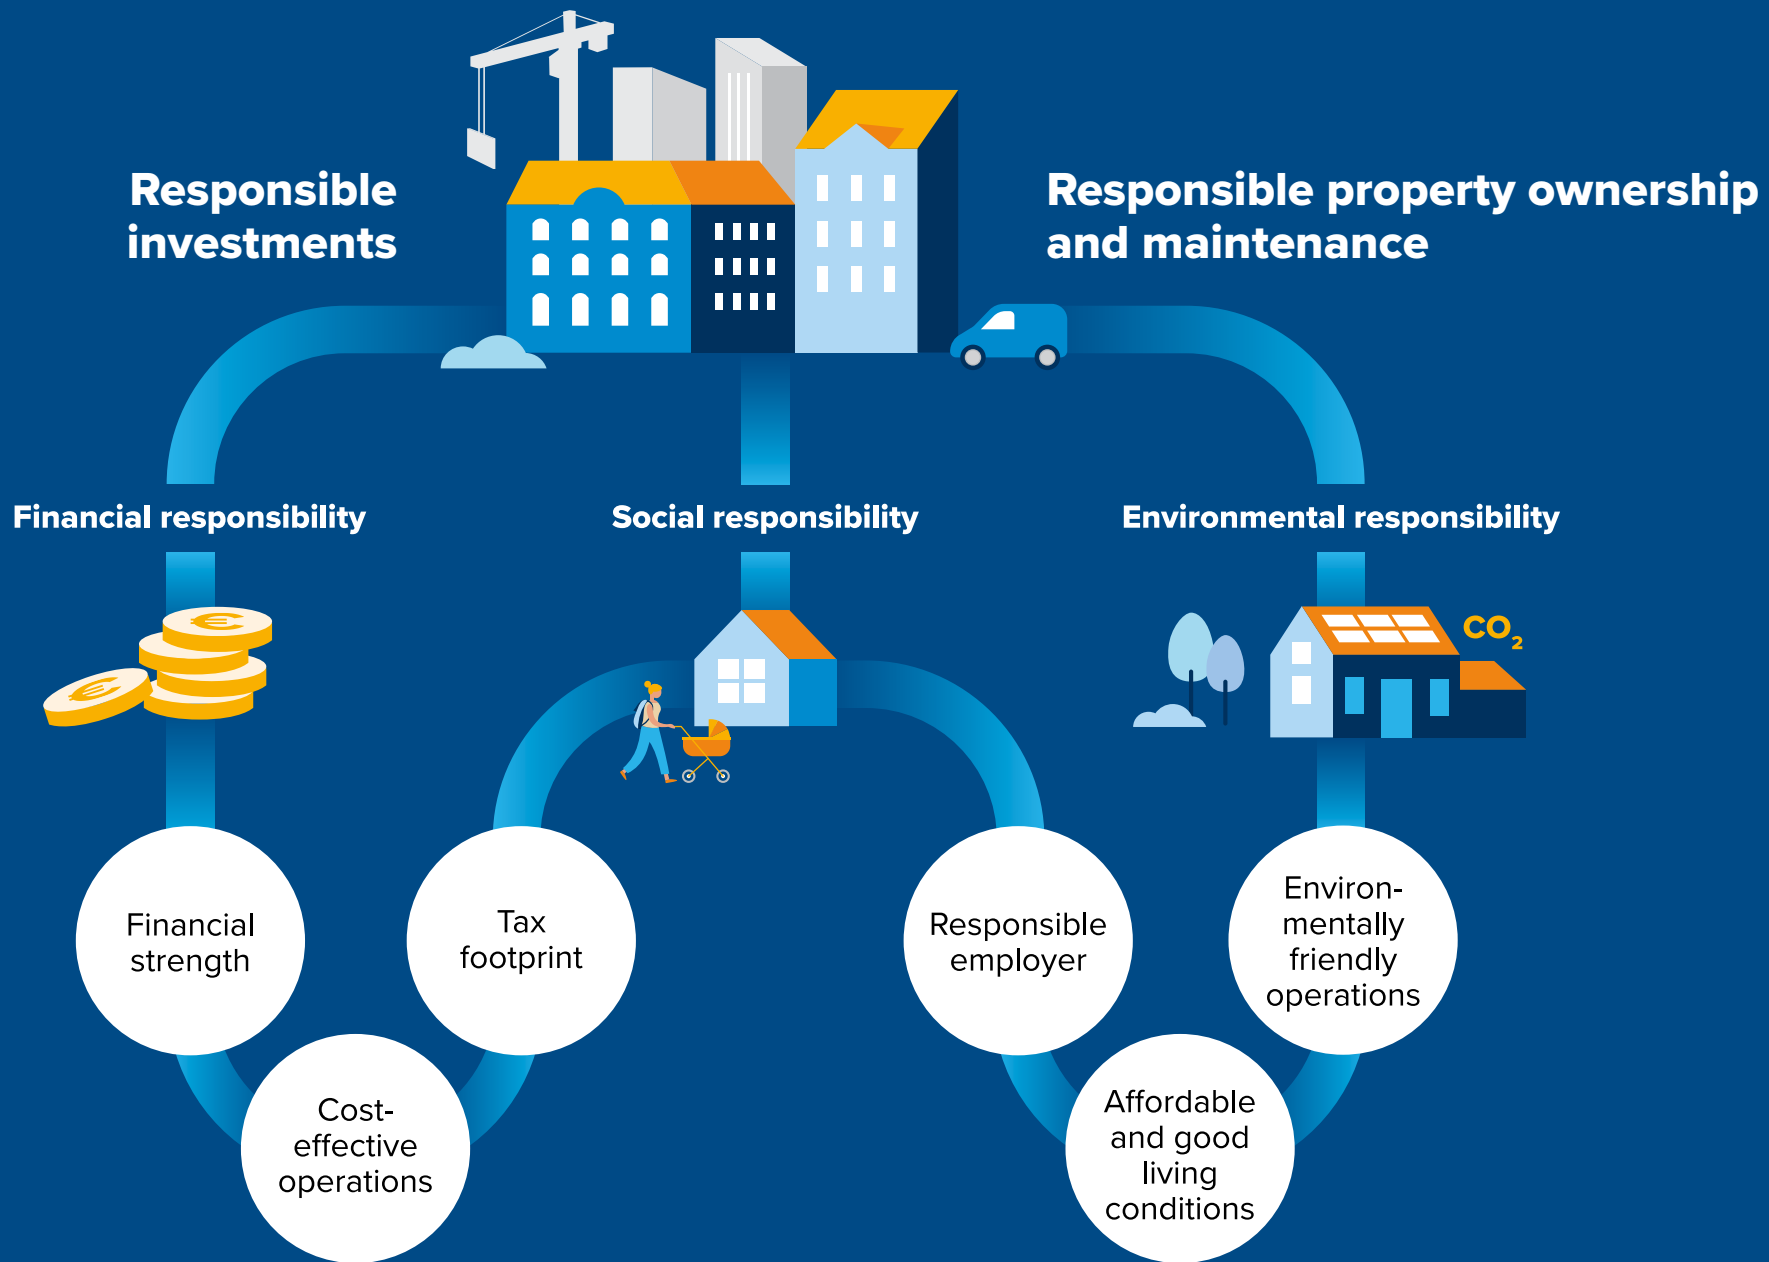 Responsible
investments
Responsible property ownership
and maintenance
Financial responsibility
Social responsibility
Environmental responsibility
€
€
CO₂
Financial
strength
Tax
footprint
Responsible
employer
Environ-
mentally
friendly
operations
Cost-
effective
operations
Affordable
and good
living
conditions